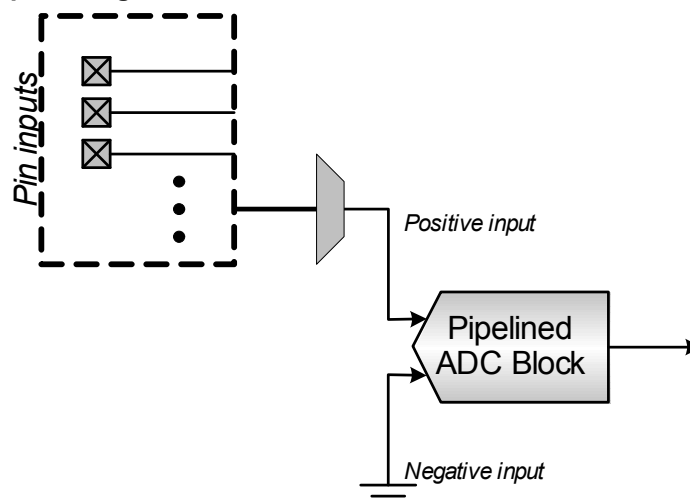 Pin inputs
Positive input
Pipelined
ADC Block
Negative input